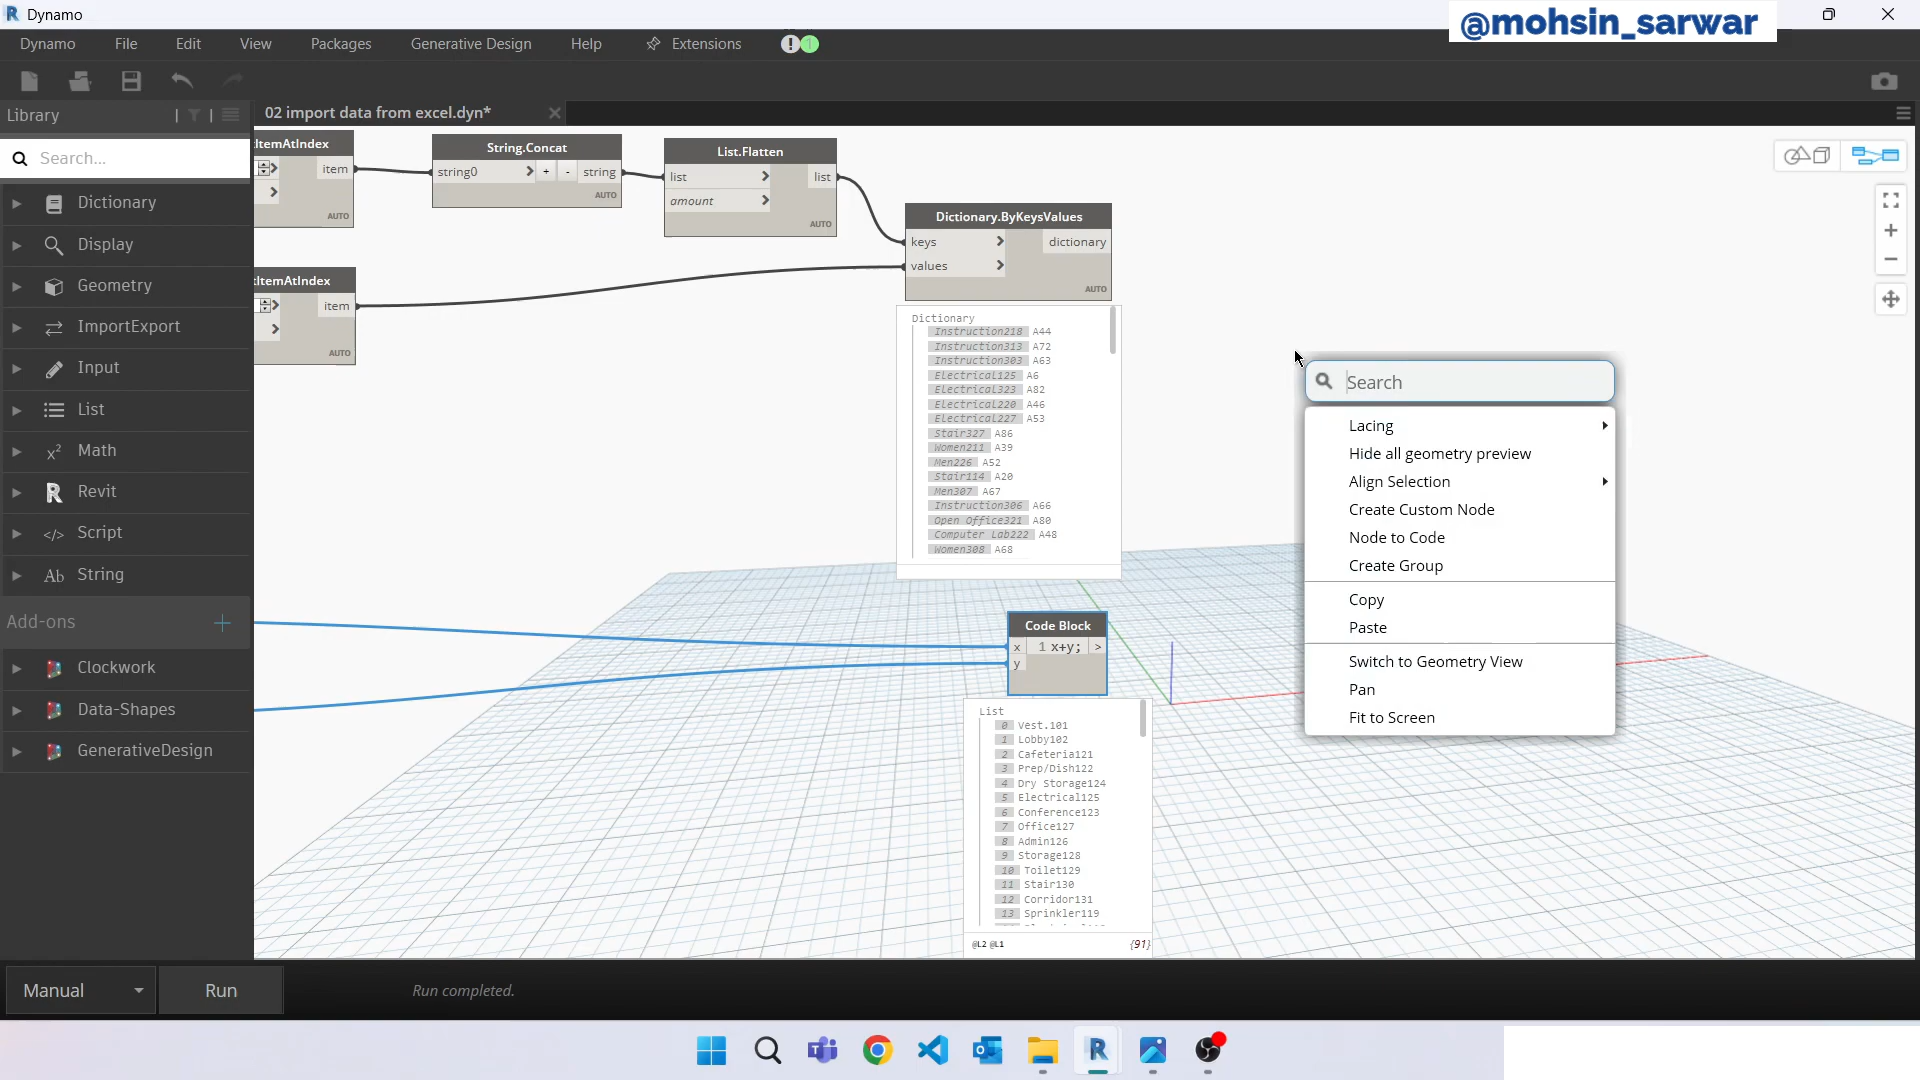 Dynamo
@mohsin_sarwar
Dynamo File Edit View Packages Generative Design Help Extensions ! 1
Library
02 import data from excel.dyn*
Search...
Dictionary
Display
Geometry
ImportExport
Input
List
Math
Revit
Script
String
Add-ons
Clockwork
Data-Shapes
GenerativeDesign
tItemAtIndex
item
AUTO
String.Concat
string0 > + - string
AUTO
List.Flatten
list > list
amount >
AUTO
Dictionary.ByKeysValues
keys > dictionary
values >
AUTO
tItemAtIndex
item
AUTO
Dictionary
Instruction218 A44
Instruction313 A72
Instruction303 A63
Electrical125 A6
Electrical323 A82
Electrical220 A46
Electrical227 A53
Stair327 A86
Women211 A39
Men226 A52
Stair114 A20
Men307 A67
Instruction306 A66
Open Office321 A80
Computer Lab222 A48
Women308 A68
Code Block
x 1 x+y; >
y
List
0 Vest.101
1 Lobby102
2 Cafeteria121
3 Prep/Dish122
4 Dry Storage124
5 Electrical125
6 Conference123
7 Office127
8 Admin126
9 Storage128
10 Toilet129
11 Stair130
12 Corridor131
13 Sprinkler119
@L2 @L1 {91}
Search
Lacing
Hide all geometry preview
Align Selection
Create Custom Node
Node to Code
Create Group
Copy
Paste
Switch to Geometry View
Pan
Fit to Screen
Manual
Run
Run completed.